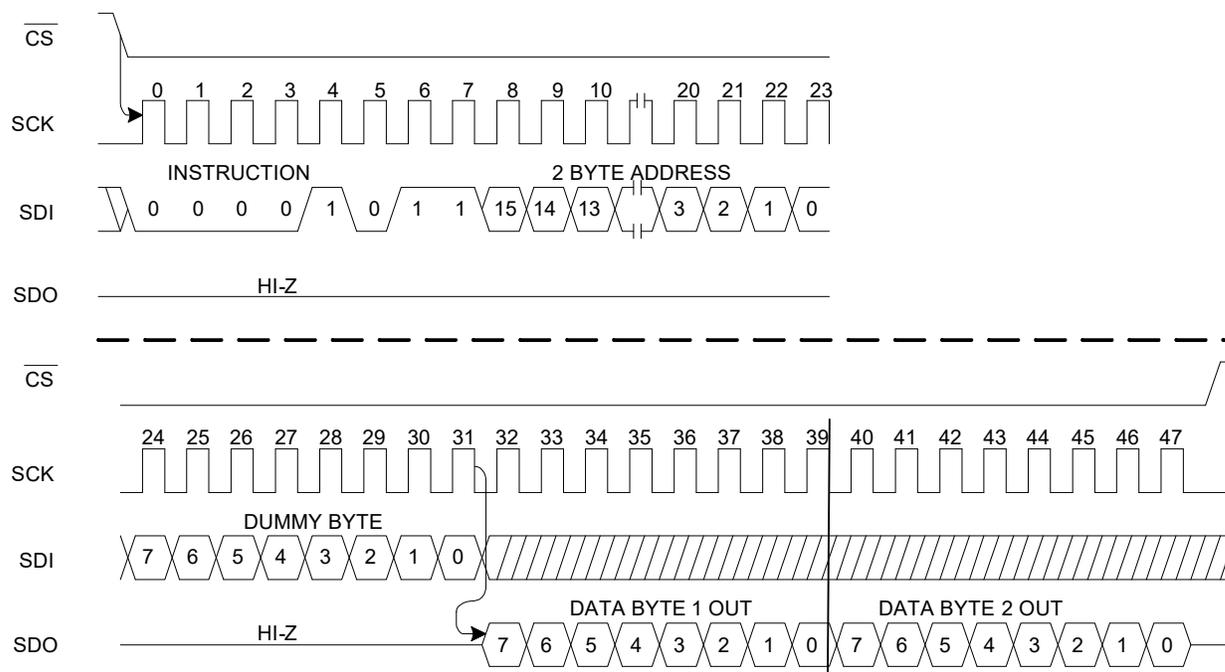 CS
0 1 2 3 4 5 6 7 8 9 10 20 21 22 23
SCK
INSTRUCTION 2 BYTE ADDRESS
SDI 0 0 0 0 1 0 1 1 15 14 13 3 2 1 0
HI-Z
SDO
CS
24 25 26 27 28 29 30 31 32 33 34 35 36 37 38 39 40 41 42 43 44 45 46 47
SCK
DUMMY BYTE
SDI 7 6 5 4 3 2 1 0
DATA BYTE 1 OUT DATA BYTE 2 OUT
HI-Z
SDO 7 6 5 4 3 2 1 0 7 6 5 4 3 2 1 0